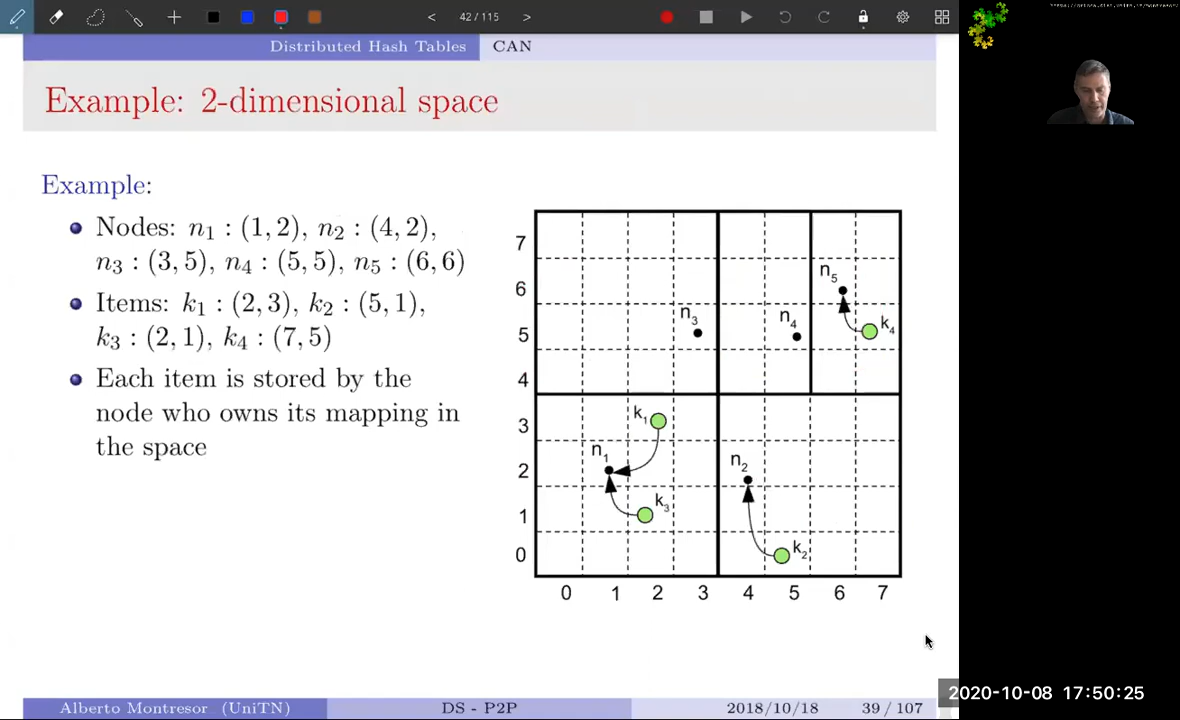 42 / 115
Distributed Hash Tables CAN
Example: 2-dimensional space
Example:
Nodes: n₁ : (1, 2), n₂ : (4, 2),
n₃ : (3, 5), n₄ : (5, 5), n₅ : (6, 6)
Items: k₁ : (2, 3), k₂ : (5, 1),
k₃ : (2, 1), k₄ : (7, 5)
Each item is stored by the
node who owns its mapping in
the space
7
n₅
6
n₃
n₄
k₄
5
4
k₁
3
n₁
n₂
2
k₃
1
k₂
0
0 1 2 3 4 5 6 7
Alberto Montresor (UniTN) DS - P2P 2018/10/18 39 / 107
2020-10-08 17:50:25